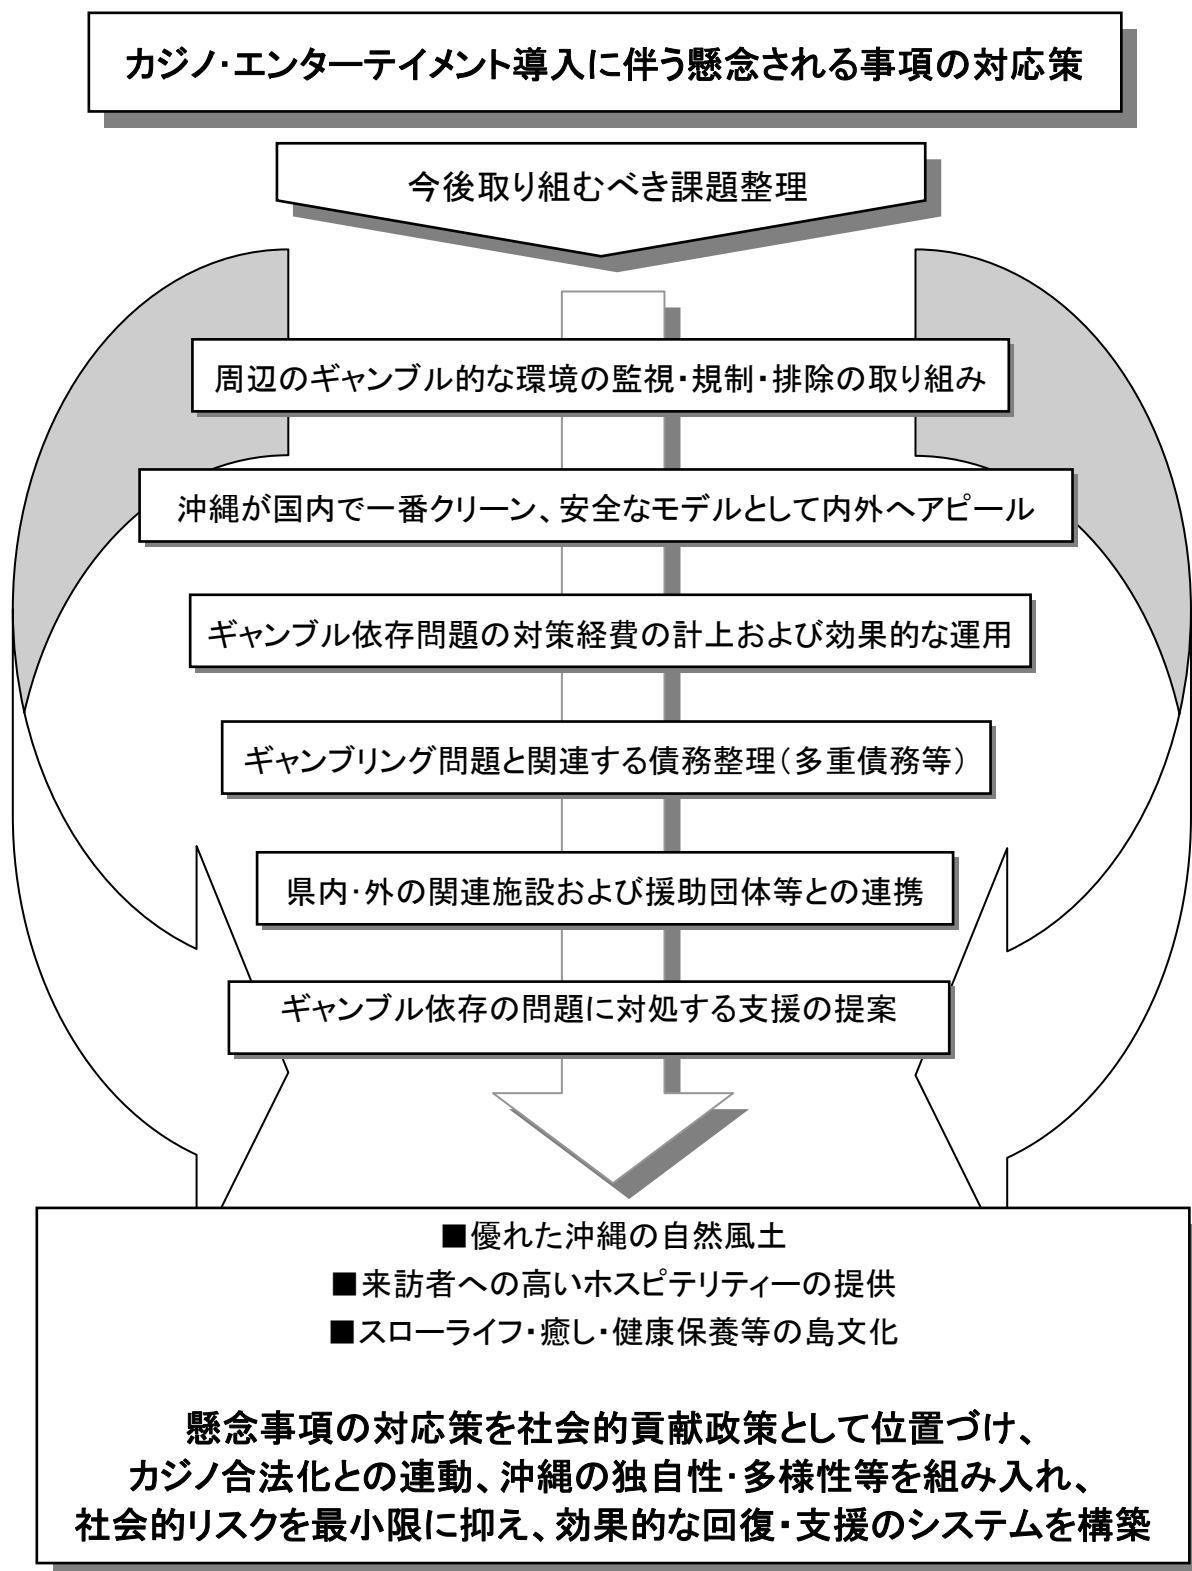 カジノ・エンターテイメント導入に伴う懸念される事項の対応策
今後取り組むべき課題整理
周辺のギャンブル的な環境の監視・規制・排除の取り組み
沖縄が国内で一番クリーン、安全なモデルとして内外へアピール
ギャンブル依存問題の対策経費の計上および効果的な運用
ギャンブリング問題と関連する債務整理（多重債務等）
県内・外の関連施設および援助団体等との連携
ギャンブル依存の問題に対処する支援の提案
■優れた沖縄の自然風土
■来訪者への高いホスピテリティーの提供
■スローライフ・癒し・健康保養等の島文化
懸念事項の対応策を社会的貢献政策として位置づけ、
カジノ合法化との連動、沖縄の独自性・多様性等を組み入れ、
社会的リスクを最小限に抑え、効果的な回復・支援のシステムを構築